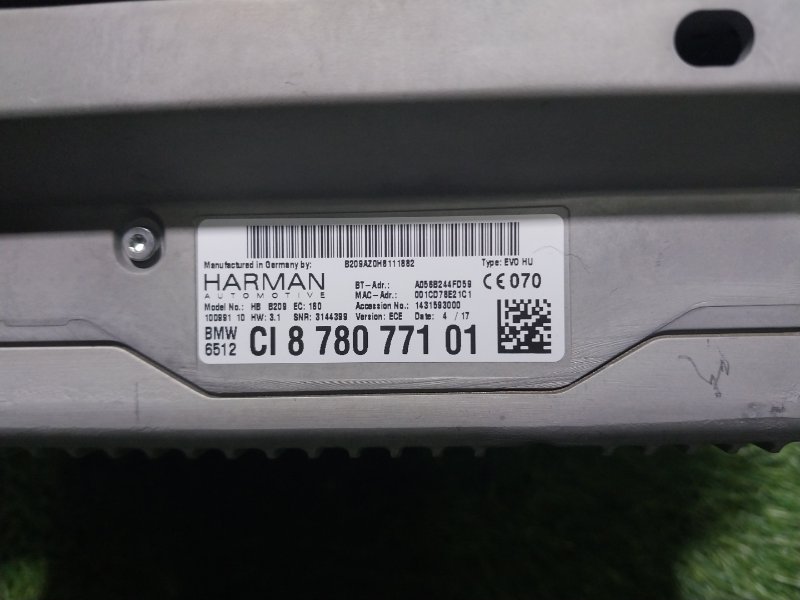 Manufactured in Germany by: B209AZ0H6111882 Type: EVO HU
HARMAN BT-Adr.: A056B244FD59 CE 070
AUTOMOTIVE MAC-Adr.: 001CD78E21C1
Model No.: HB B209 EC: 160 Accession No.: 1431593000
100991 10 HW: 3.1 SNR: 3144399 Version: ECE Date: 4 / 17
BMW
6512 CI 8 780 771 01